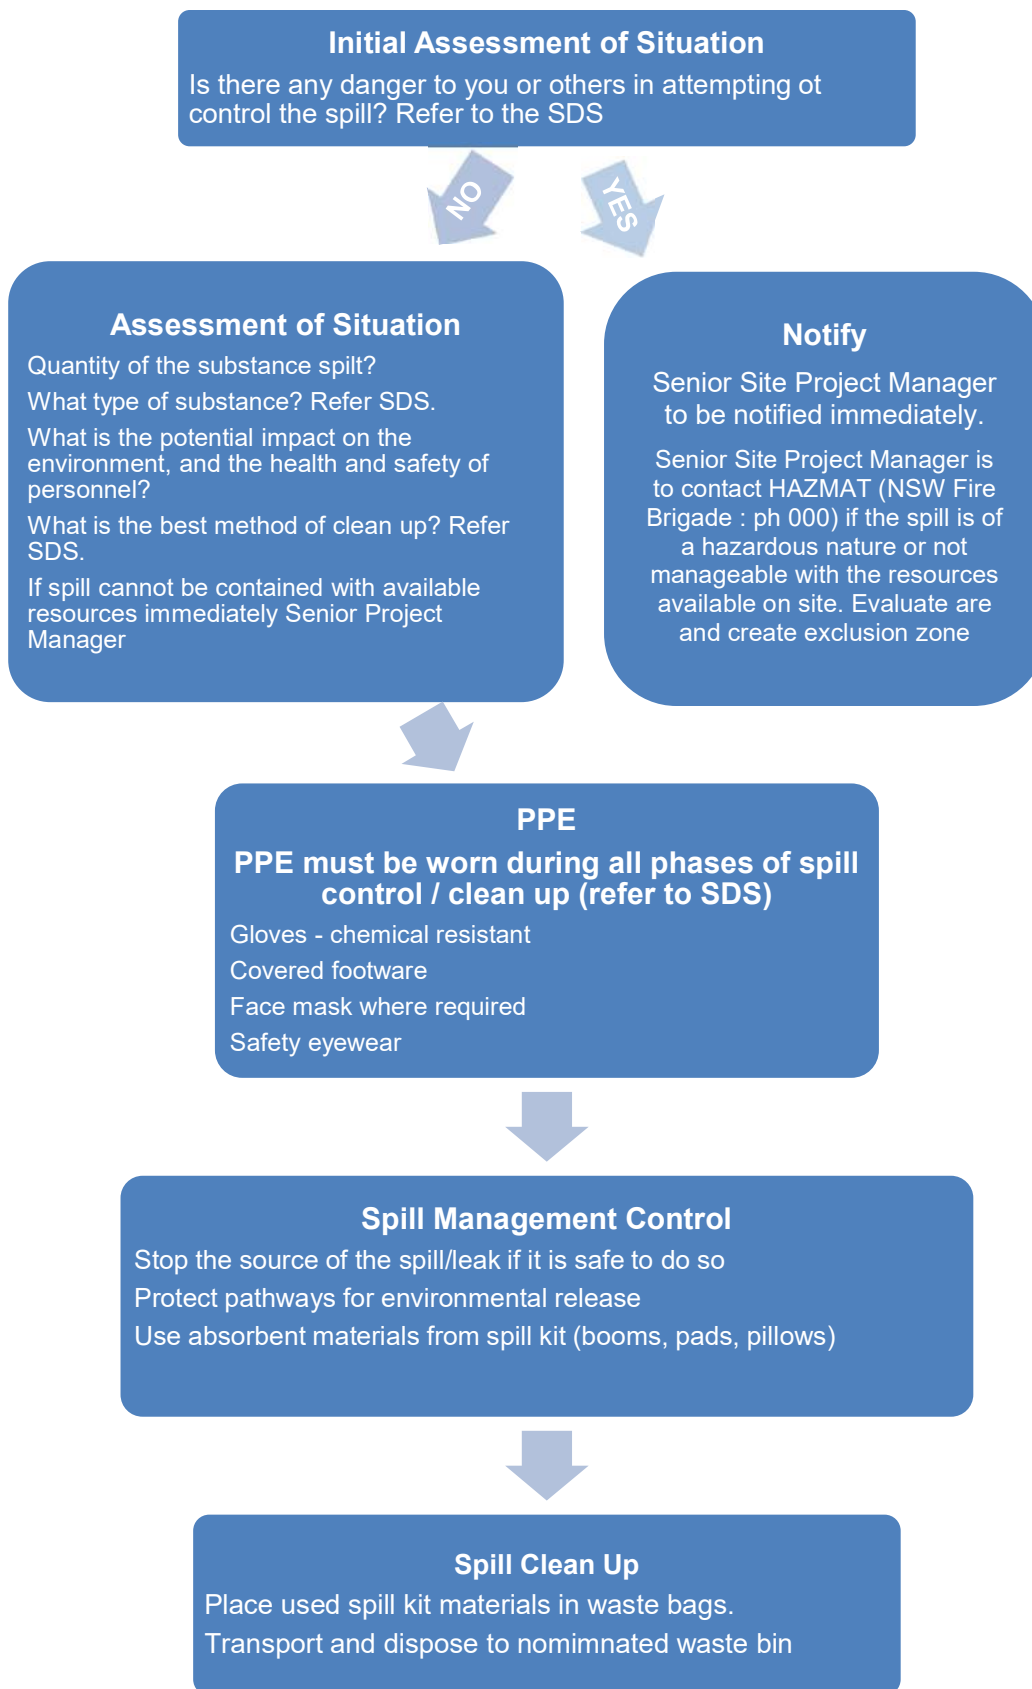 Initial Assessment of Situation
Is there any danger to you or others in attempting ot
control the spill? Refer to the SDS
NO
YES
Assessment of Situation
Quantity of the substance spilt?
What type of substance? Refer SDS.
What is the potential impact on the
environment, and the health and safety of
personnel?
What is the best method of clean up? Refer
SDS.
If spill cannot be contained with available
resources immediately Senior Project
Manager
Notify
Senior Site Project Manager
to be notified immediately.
Senior Site Project Manager is
to contact HAZMAT (NSW Fire
Brigade : ph 000) if the spill is of
a hazardous nature or not
manageable with the resources
available on site. Evaluate are
and create exclusion zone
PPE
PPE must be worn during all phases of spill
control / clean up (refer to SDS)
Gloves - chemical resistant
Covered footware
Face mask where required
Safety eyewear
Spill Management Control
Stop the source of the spill/leak if it is safe to do so
Protect pathways for environmental release
Use absorbent materials from spill kit (booms, pads, pillows)
Spill Clean Up
Place used spill kit materials in waste bags.
Transport and dispose to nomimnated waste bin